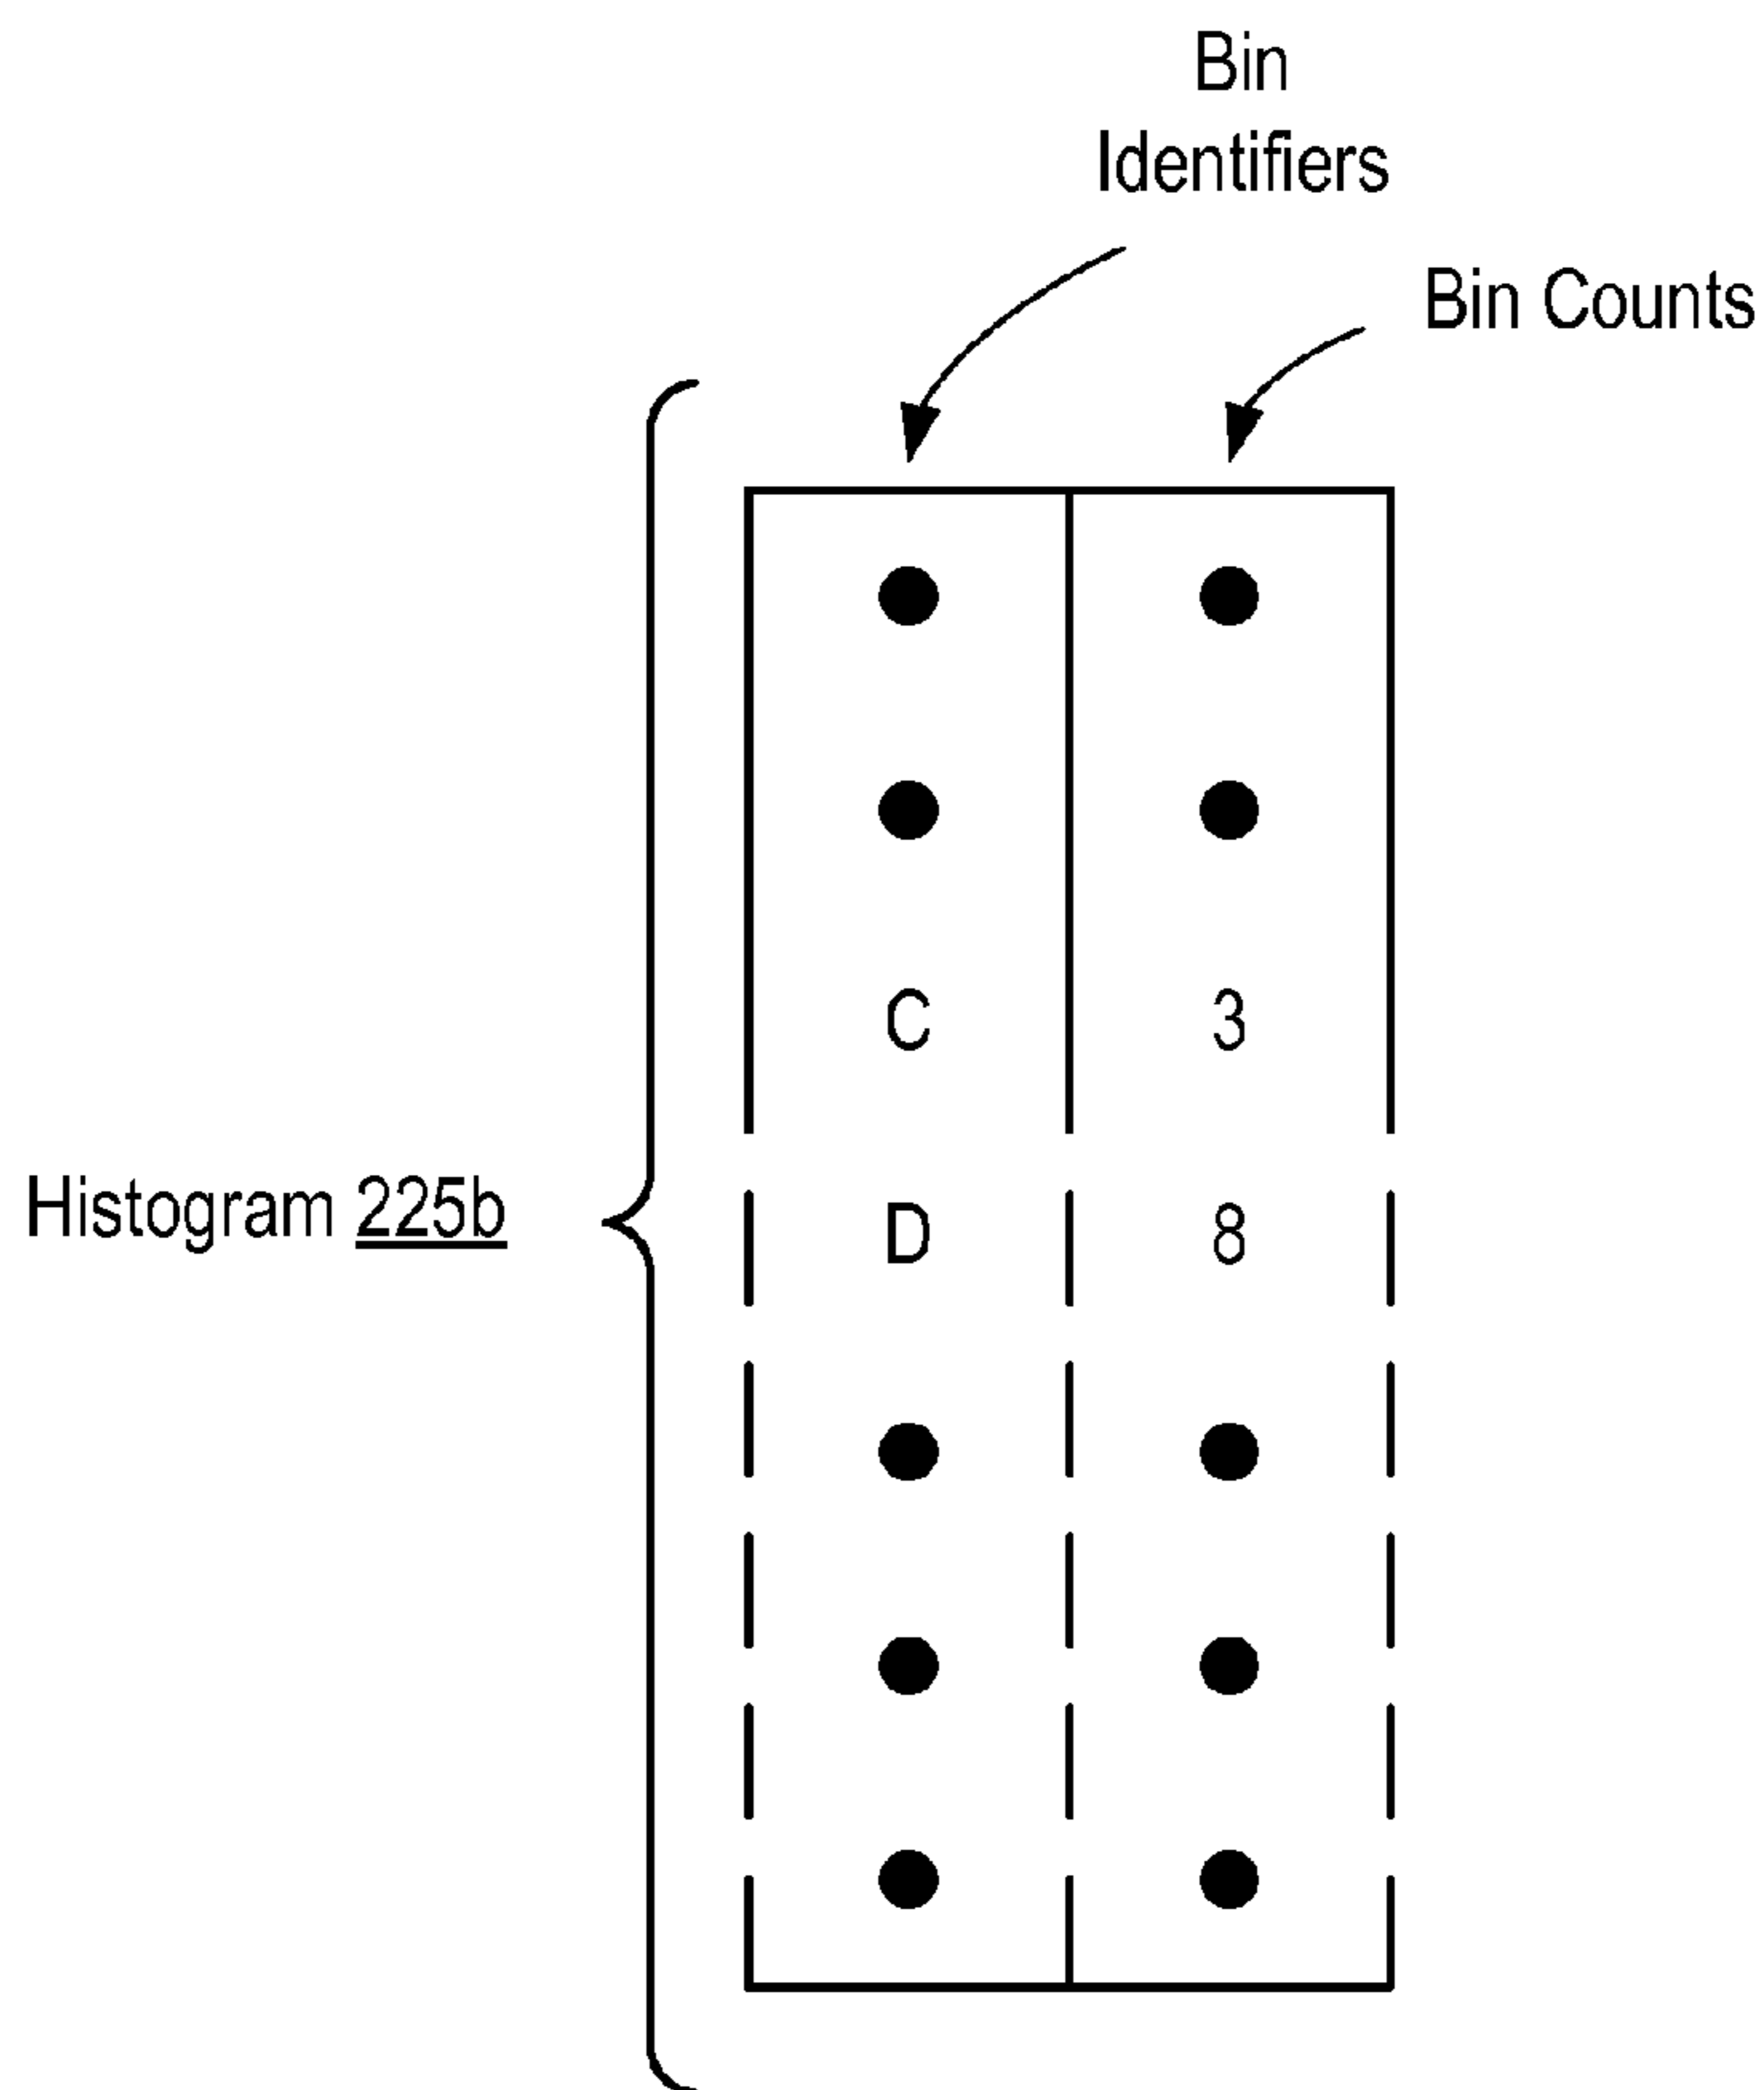 Bin
Identifiers
Bin Counts
C 3
Histogram 225b
D 8